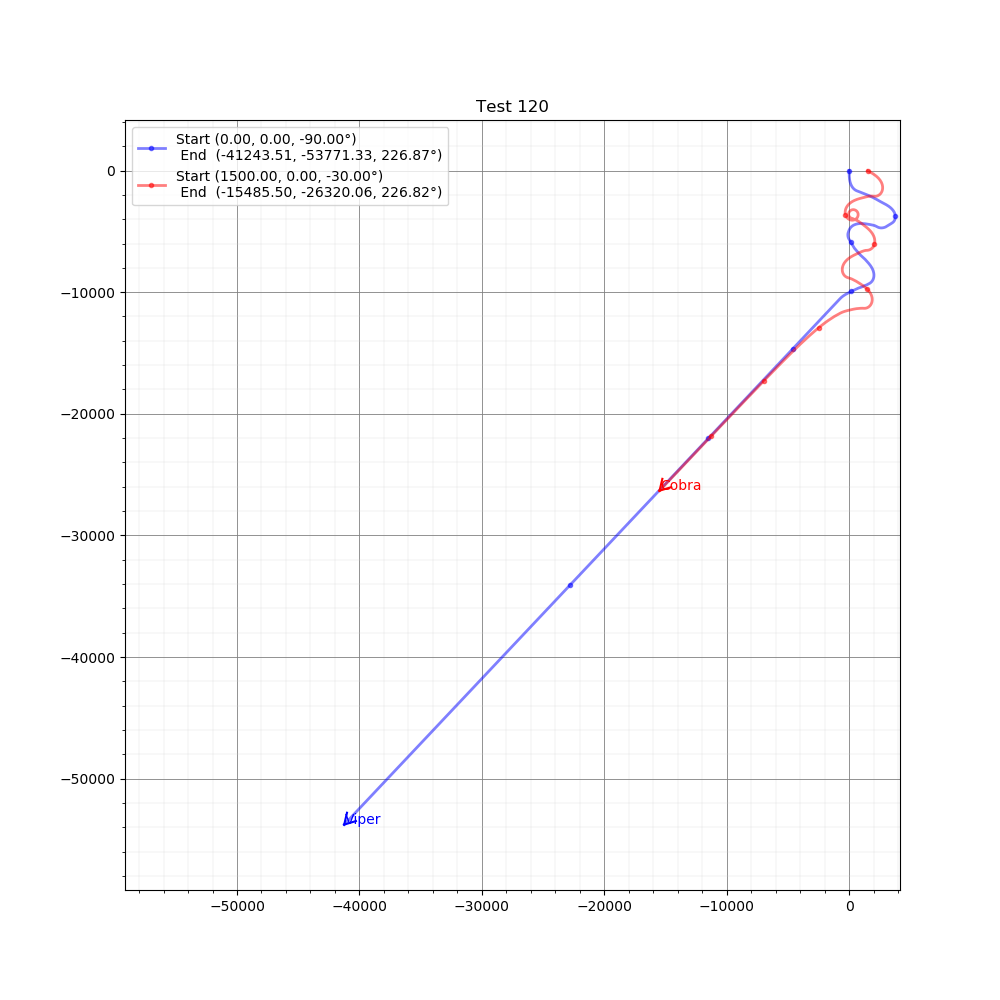 Test 120
Start (0.00, 0.00, -90.00°)
End  (-41243.51, -53771.33, 226.87°)
Start (1500.00, 0.00, -30.00°)
End  (-15485.50, -26320.06, 226.82°)
0
−10000
−20000
−30000
−40000
−50000
Cobra
Viper
−50000
−40000
−30000
−20000
−10000
0